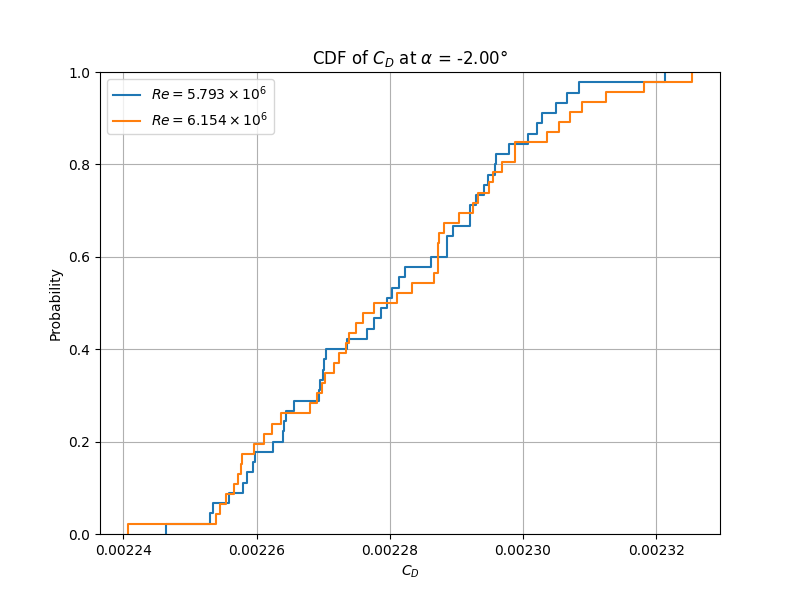 CDF of $C_D$ at $\alpha$ = -2.00°
$Re = 5.793 \times 10^6$
$Re = 6.154 \times 10^6$
Probability
1.0
0.8
0.6
0.4
0.2
0.0
0.00224 0.00226 0.00228 0.00230 0.00232
$C_D$